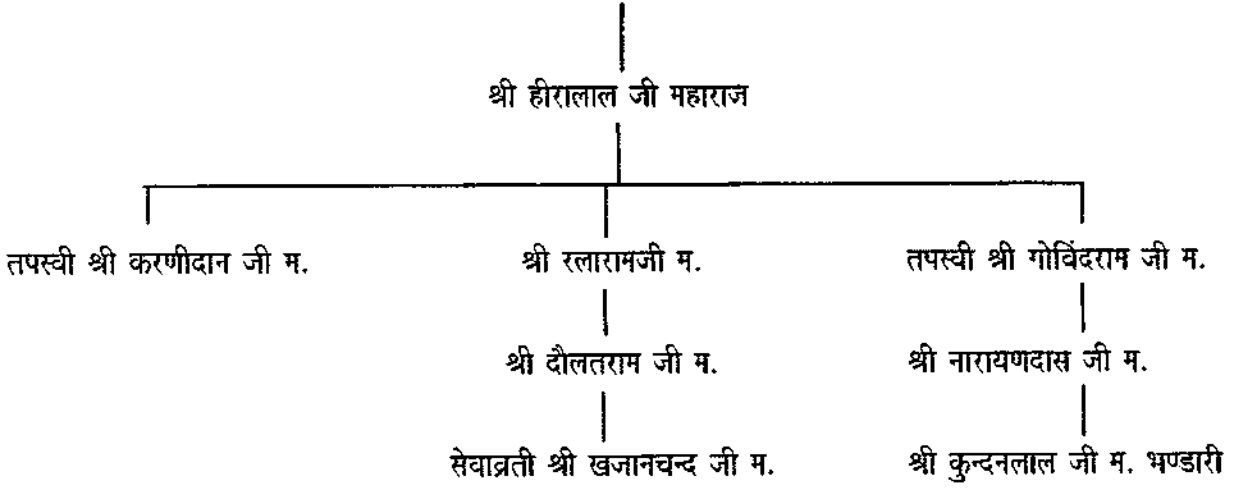 श्री हीरालाल जी महाराज
तपस्वी श्री करणीदान जी म. श्री रलारामजी म. तपस्वी श्री गोविंदराम जी म.
श्री दौलतराम जी म. श्री नारायणदास जी म.
सेवाव्रती श्री खजानचन्द जी म. श्री कुन्दनलाल जी म. भण्डारी